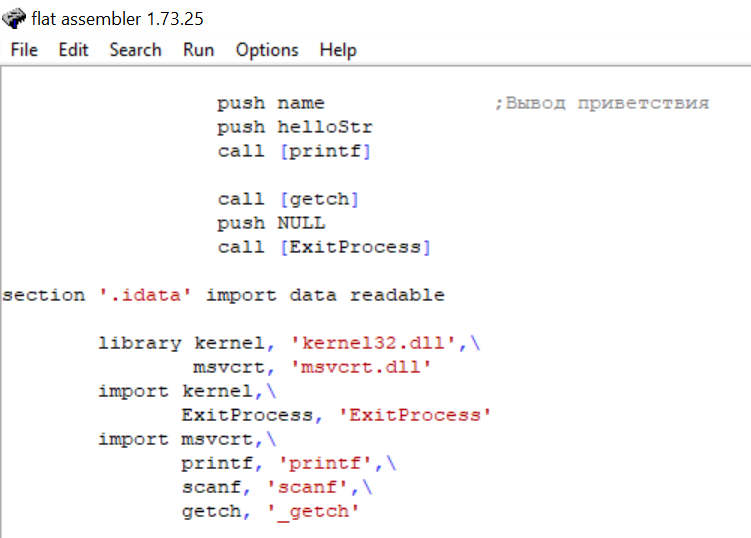 flat assembler 1.73.25
File Edit Search Run Options Help
push name ;Вывод приветствия
push helloStr
call [printf]
call [getch]
push NULL
call [ExitProcess]
section '.idata' import data readable
library kernel, 'kernel32.dll',\
msvcrt, 'msvcrt.dll'
import kernel,\
ExitProcess, 'ExitProcess'
import msvcrt,\
printf, 'printf',\
scanf, 'scanf',\
getch, '_getch'